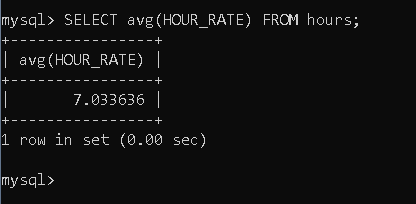 mysql> SELECT avg(HOUR_RATE) FROM hours;
+----------------+
| avg(HOUR_RATE) |
+----------------+
|       7.033636 |
+----------------+
1 row in set (0.00 sec)
mysql>